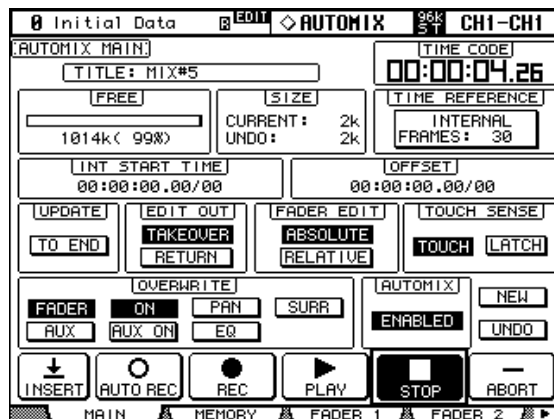 0 Initial Data B EDIT ◇AUTOMIX 96k ST CH1-CH1
AUTOMIX MAIN
TIME CODE
TITLE: MIX#5
00:00:04.26
FREE
SIZE
TIME REFERENCE
CURRENT: 2k
INTERNAL
1014k( 99%)
UNDO: 2k
FRAMES: 30
INT START TIME
OFFSET
00:00:00.00/00
00:00:00.00/00
UPDATE
EDIT OUT
FADER EDIT
TOUCH SENSE
TO END
TAKEOVER
RETURN
ABSOLUTE
RELATIVE
TOUCH LATCH
OVERWRITE
AUTOMIX
FADER ON PAN SURR
AUX AUX ON EQ
ENABLED
NEW
UNDO
INSERT AUTO REC REC PLAY STOP ABORT
MAIN MEMORY FADER 1 FADER 2